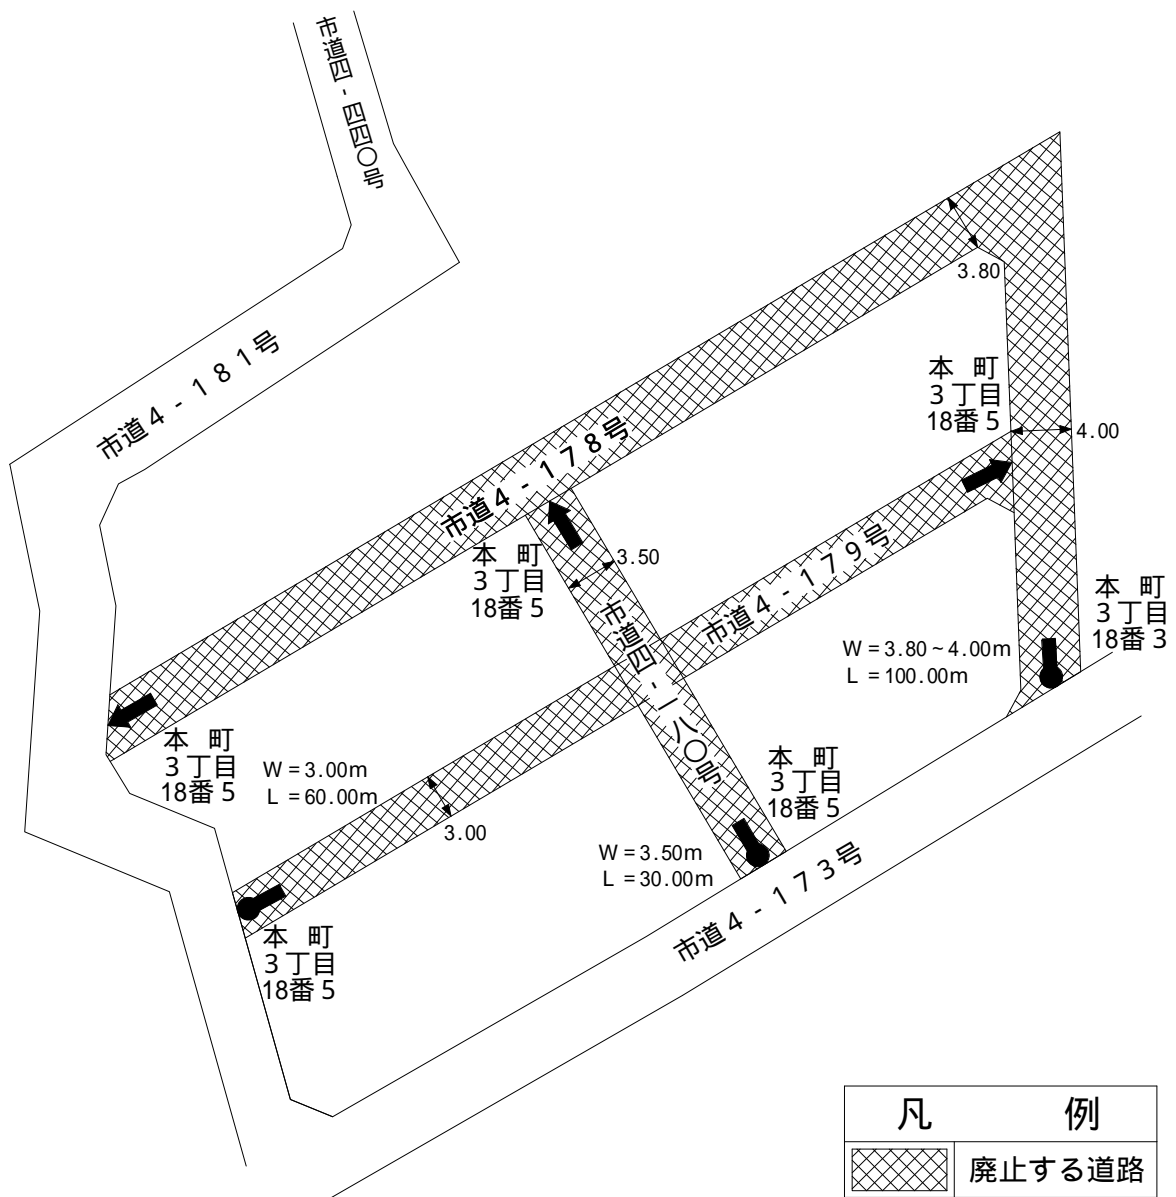 市道四-四四〇号
3.80
市道４-１８１号
本 町
３丁目
18番５
4.00
市道４-１７８号
本 町
３丁目
18番５
3.50
市道４-１７９号
本 町
３丁目
18番３
市道四-一八〇号
W＝3.80~4.00m
L＝100.00m
本 町
３丁目
18番５
W＝3.00m
L＝60.00m
本 町
３丁目
18番５
3.00
W＝3.50m
L＝30.00m
市道４-１７３号
本 町
３丁目
18番５
凡 例
廃止する道路